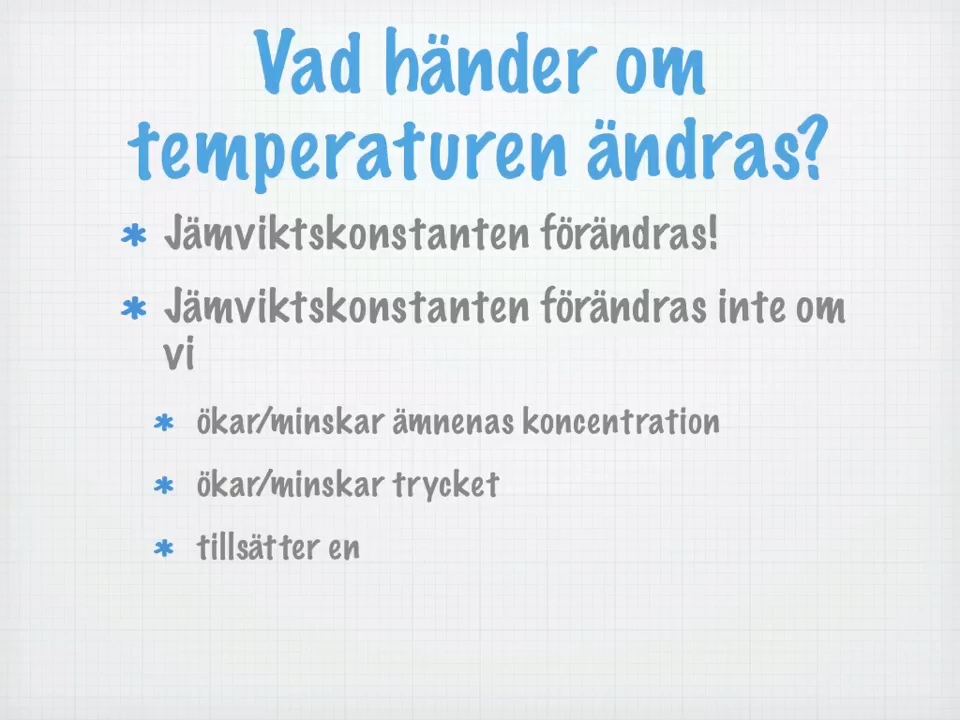 Vad händer om
temperaturen ändras?
* Jämviktskonstanten förändras!
* Jämviktskonstanten förändras inte om
vi
* ökar/minskar ämnenas koncentration
* ökar/minskar trycket
* tillsätter en